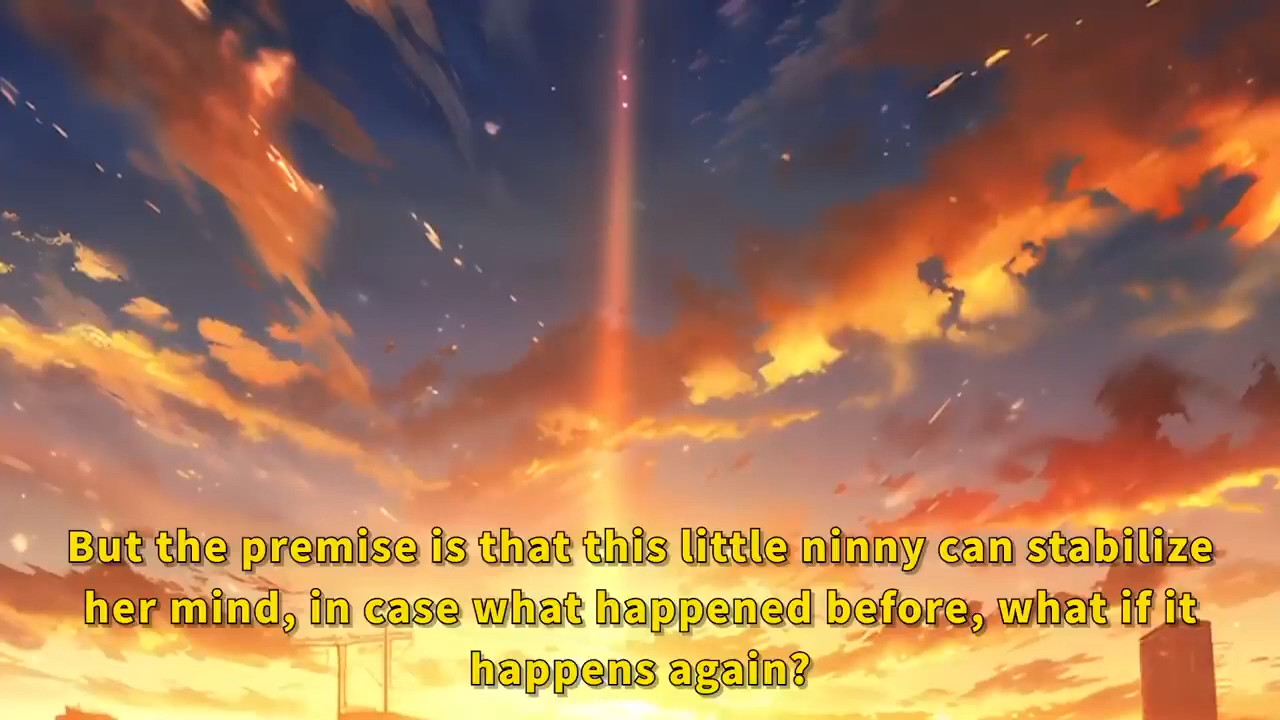 But the premise is that this little ninny can stabilize
her mind, in case what happened before, what if it
happens again?